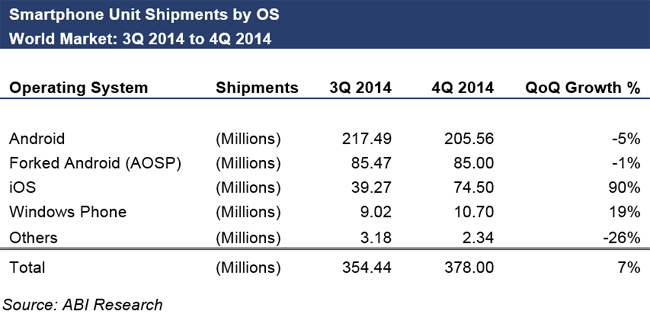 Smartphone Unit Shipments by OS
World Market: 3Q 2014 to 4Q 2014
Operating System Shipments 3Q 2014 4Q 2014 QoQ Growth %
Android (Millions) 217.49 205.56 -5%
Forked Android (AOSP) (Millions) 85.47 85.00 -1%
iOS (Millions) 39.27 74.50 90%
Windows Phone (Millions) 9.02 10.70 19%
Others (Millions) 3.18 2.34 -26%
Total (Millions) 354.44 378.00 7%
Source: ABI Research